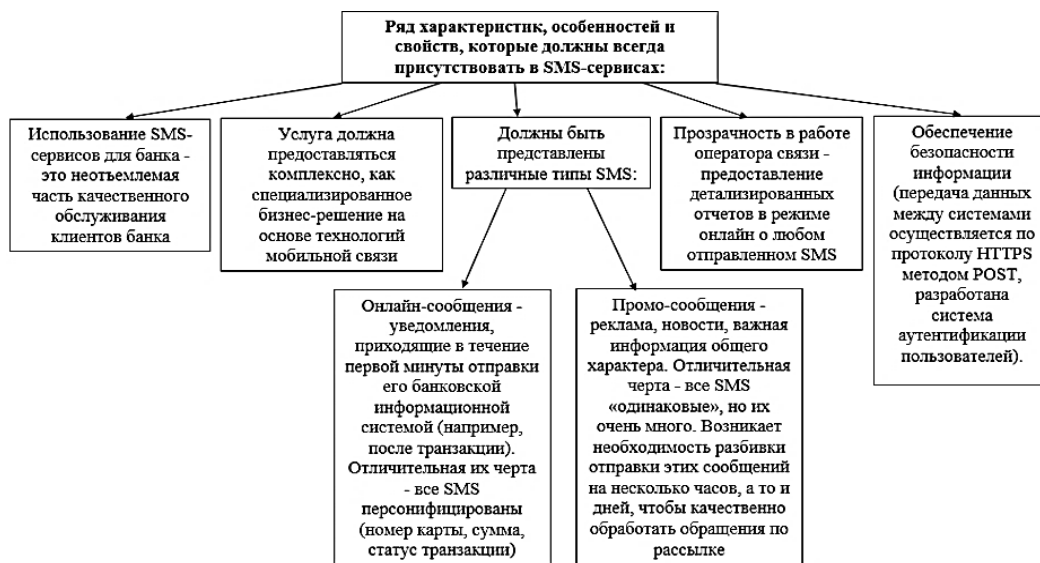 Ряд характеристик, особенностей и
свойств, которые должны всегда
присутствовать в SMS-сервисах:
Использование SMS-
сервисов для банка -
это неотъемлемая
часть качественного
обслуживания
клиентов банка
Услуга должна
предоставляться
комплексно, как
специализированное
бизнес-решение на
основе технологий
мобильной связи
Должны быть
представлены
различные типы SMS:
Прозрачность в работе
оператора связи -
предоставление
детализированных
отчетов в режиме
онлайн о любом
отправленном SMS
Обеспечение
безопасности
информации
(передача данных
между системами
осуществляется по
протоколу HTTPS
методом POST,
разработана
система
аутентификации
пользователей).
Онлайн-сообщения -
уведомления,
приходящие в течение
первой минуты отправки
его банковской
информационной
системой (например,
после транзакции).
Отличительная их черта
- все SMS
персонифицированы
(номер карты, сумма,
статус транзакции)
Промо-сообщения -
реклама, новости, важная
информация общего
характера. Отличительная
черта - все SMS
«одинаковые», но их
очень много. Возникает
необходимость разбивки
отправки этих сообщений
на несколько часов, а то и
дней, чтобы качественно
обработать обращения по
рассылке